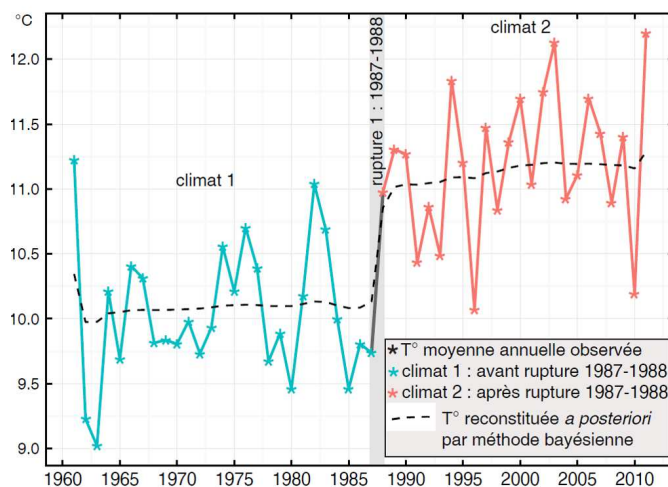 °C
climat 2
12.0
11.5
11.0
10.5
10.0
9.5
9.0
climat 1
rupture 1 : 1987-1988
* T° moyenne annuelle observée
* climat 1 : avant rupture 1987-1988
* climat 2 : après rupture 1987-1988
T° reconstituée a posteriori
par méthode bayésienne
1960 1965 1970 1975 1980 1985 1990 1995 2000 2005 2010